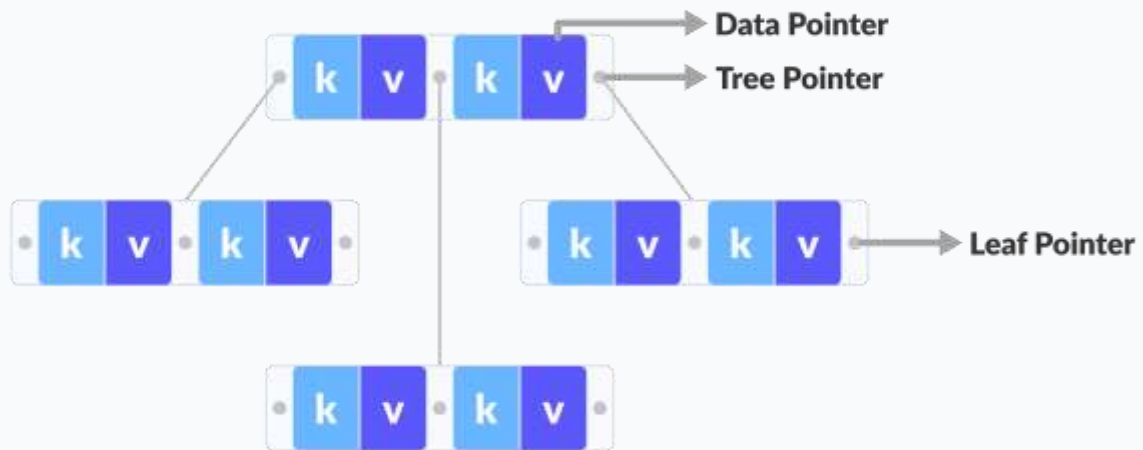 Data Pointer
k v k v Tree Pointer
k v k v
k v k v Leaf Pointer
k v k v